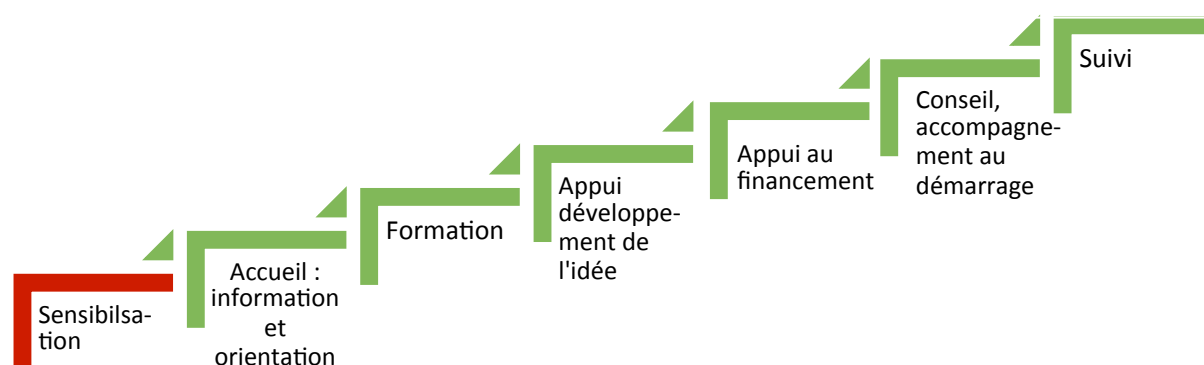 Sensibilsa-
tion
Accueil :
information
et
orientation
Formation
Appui
développe-
ment de
l'idée
Appui au
financement
Conseil,
accompagne-
ment au
démarrage
Suivi